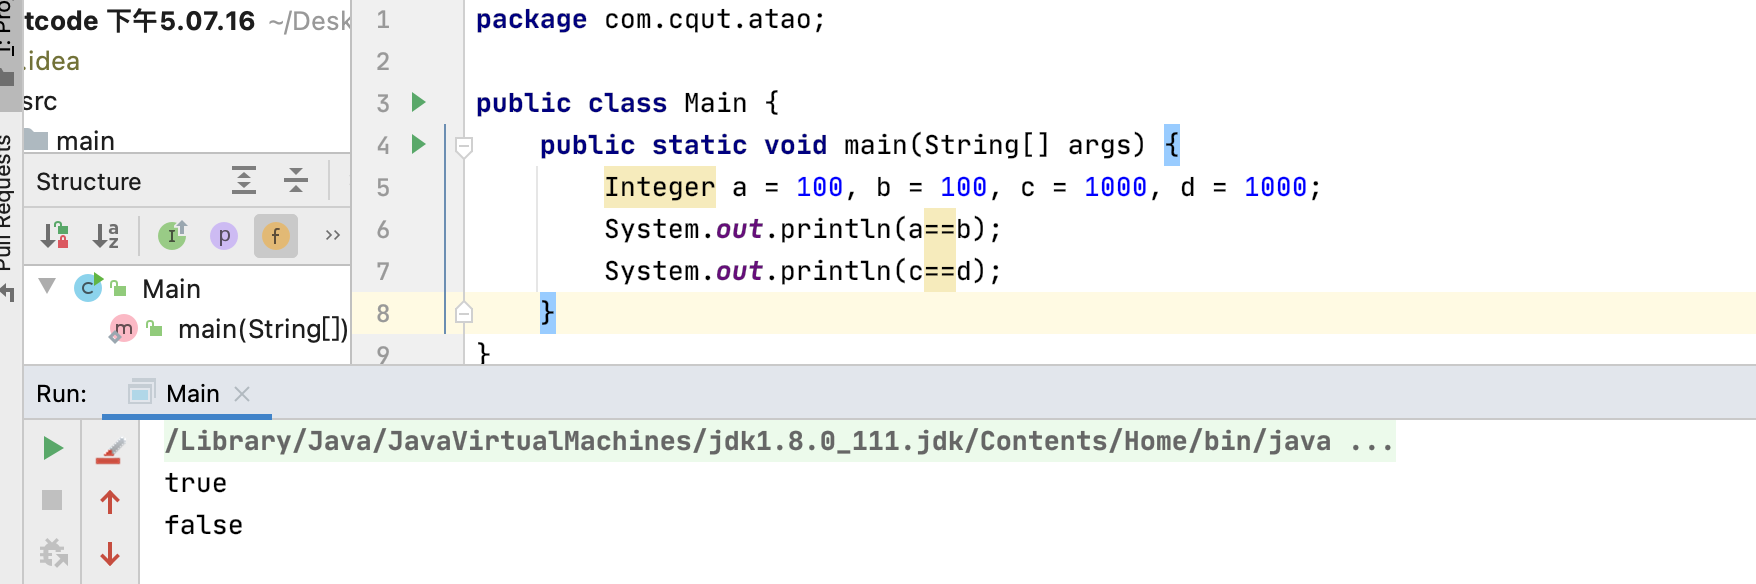 tcode 下午5.07.16 ~/Desk
.idea
src
main
Pull Requests
Structure
Main
main(String[])
1 package com.cqut.atao;
2
3 public class Main {
4 public static void main(String[] args) {
5 Integer a = 100, b = 100, c = 1000, d = 1000;
6 System.out.println(a==b);
7 System.out.println(c==d);
8 }
9 }
Run: Main
/Library/Java/JavaVirtualMachines/jdk1.8.0_111.jdk/Contents/Home/bin/java ...
true
false